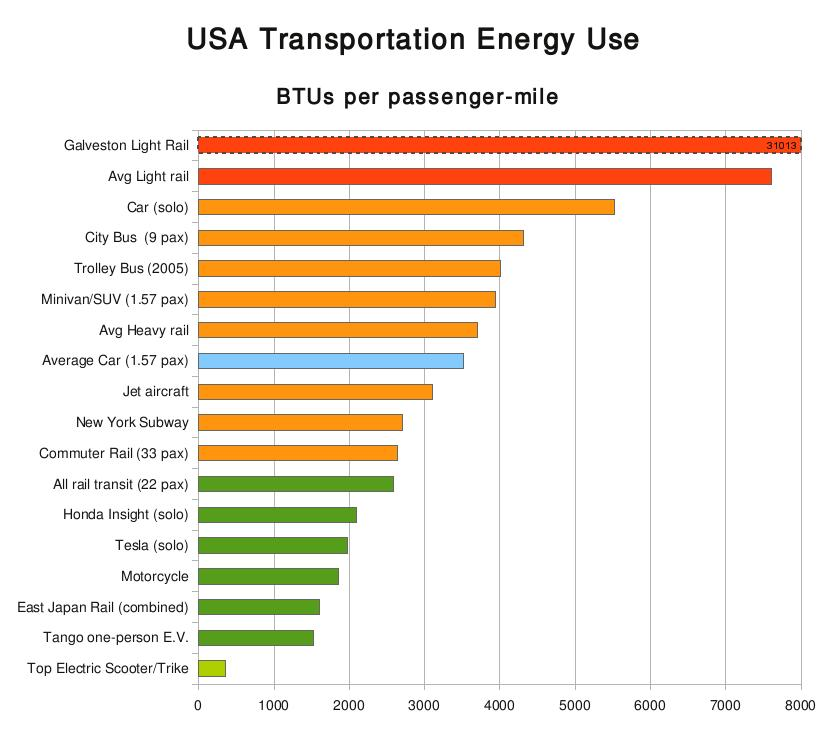 USA Transportation Energy Use
BTUs per passenger-mile
Galveston Light Rail
31013
Avg Light rail
Car (solo)
City Bus (9 pax)
Trolley Bus (2005)
Minivan/SUV (1.57 pax)
Avg Heavy rail
Average Car (1.57 pax)
Jet aircraft
New York Subway
Commuter Rail (33 pax)
All rail transit (22 pax)
Honda Insight (solo)
Tesla (solo)
Motorcycle
East Japan Rail (combined)
Tango one-person E.V.
Top Electric Scooter/Trike
0 1000 2000 3000 4000 5000 6000 7000 8000